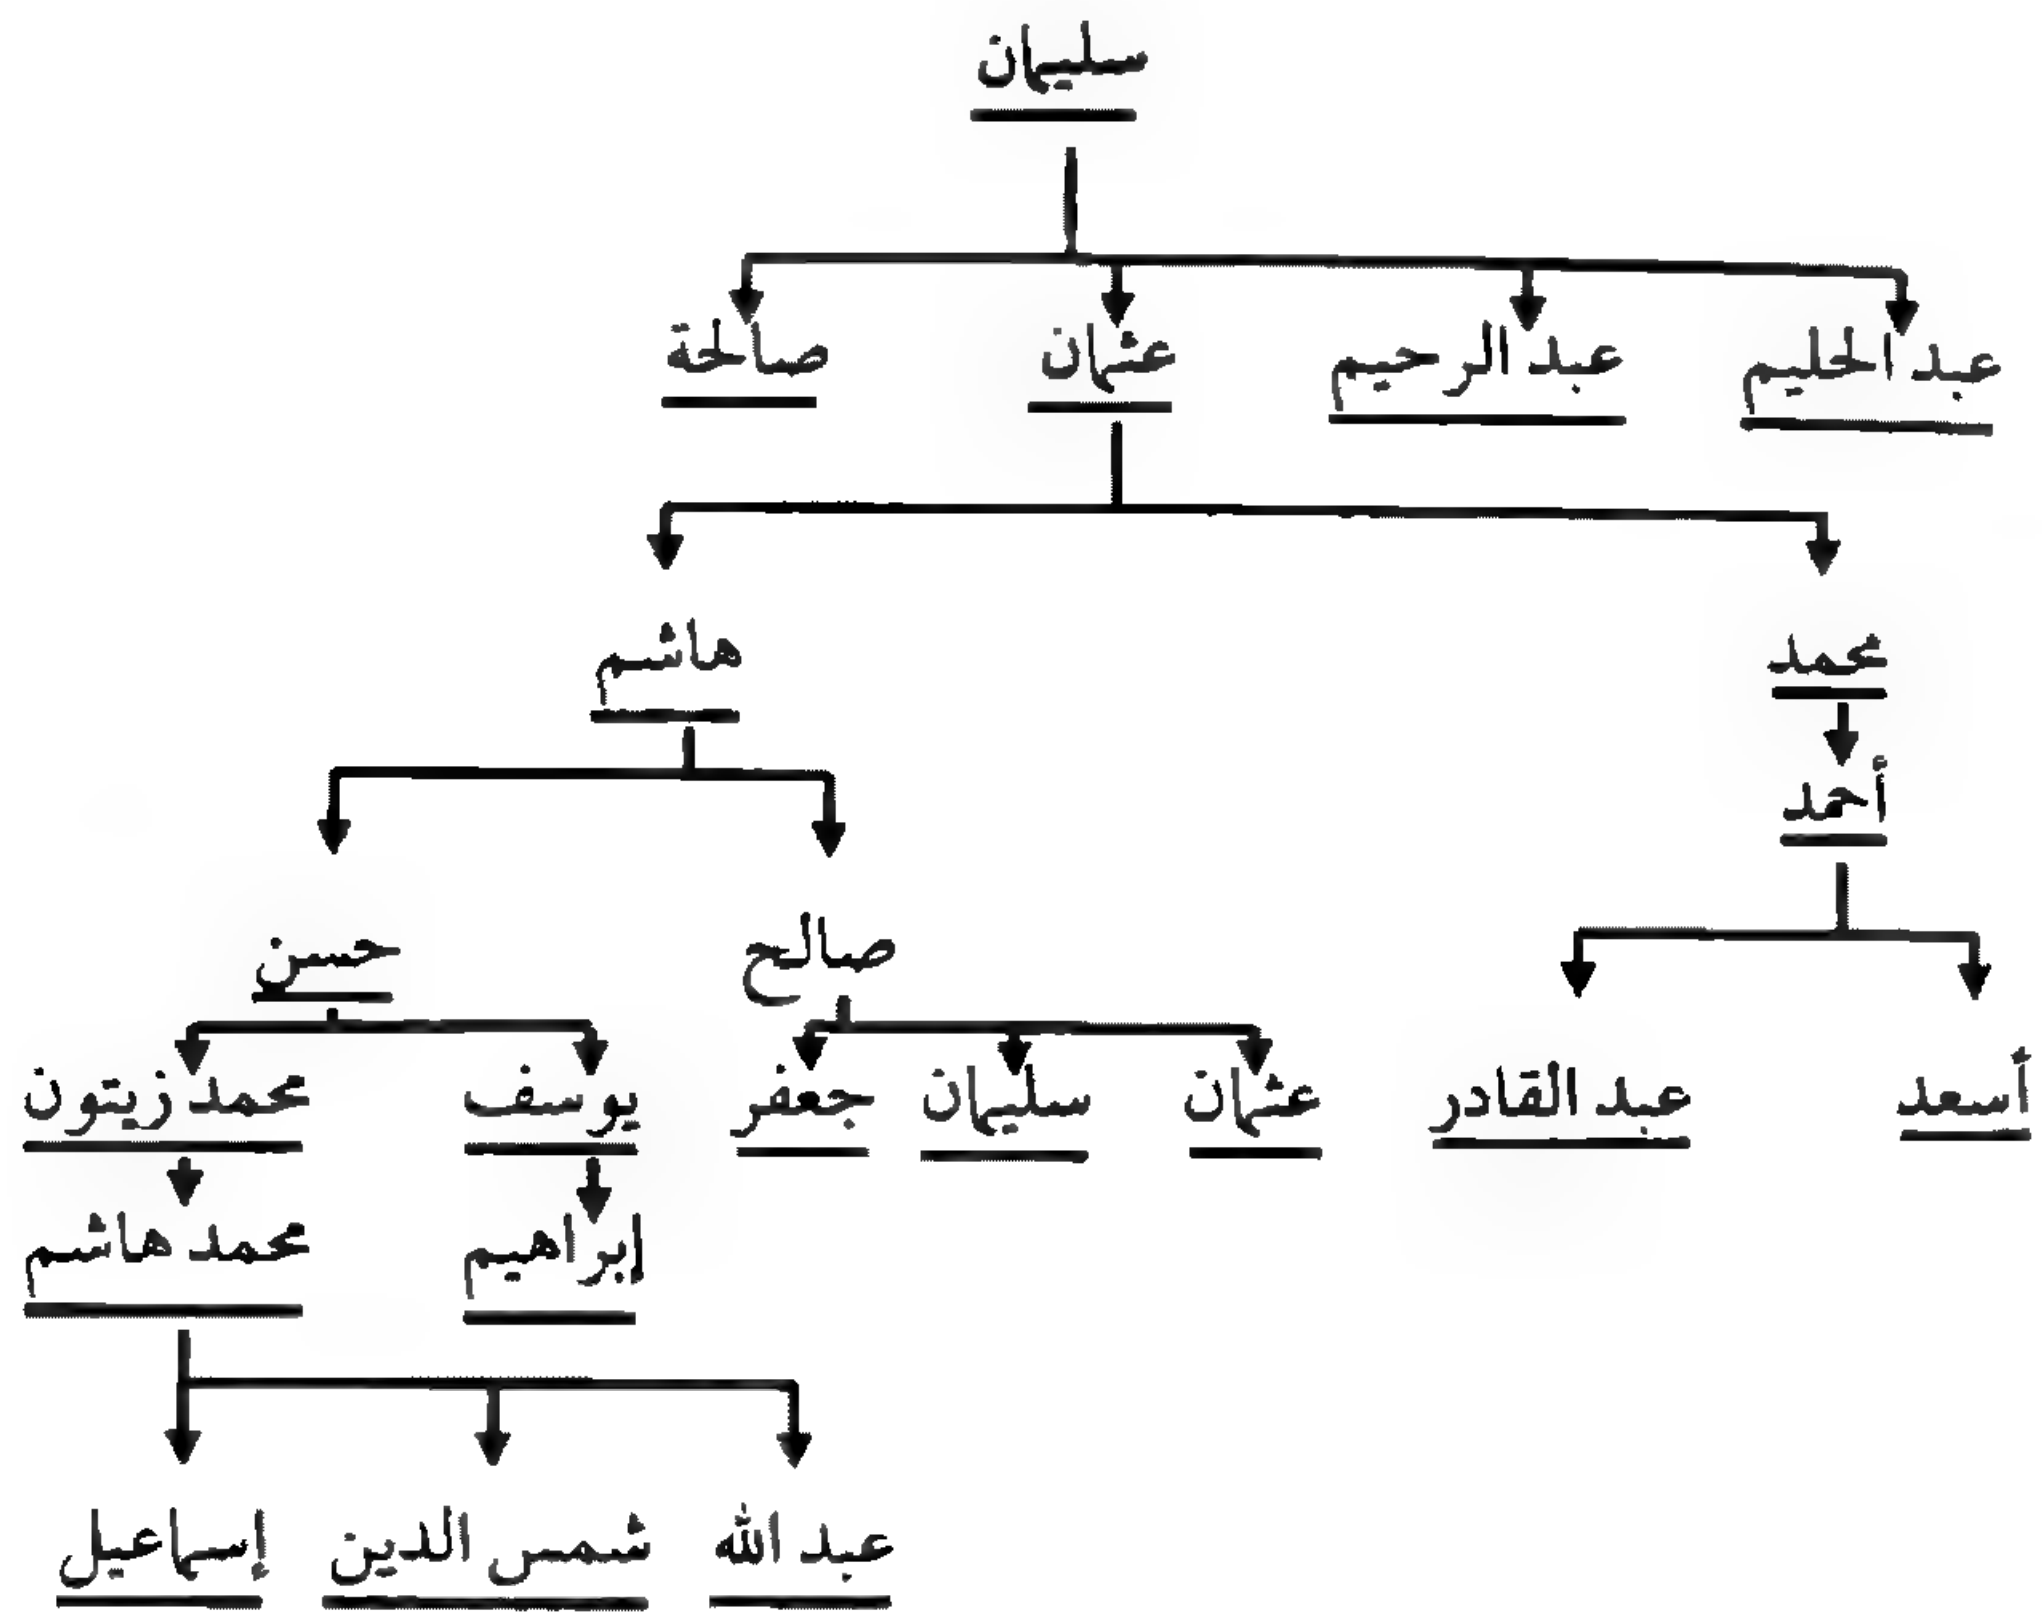 سليمان
عبد الحليم عبد الرحيم عثمان صالحة
محمد هاشم
أحمد
صالح حسن
أسعد عبد القادر عثمان سليمان جعفر يوسف محمد زيتون
إبراهيم محمد هاشم
عبد الله شمس الدين إسماعيل